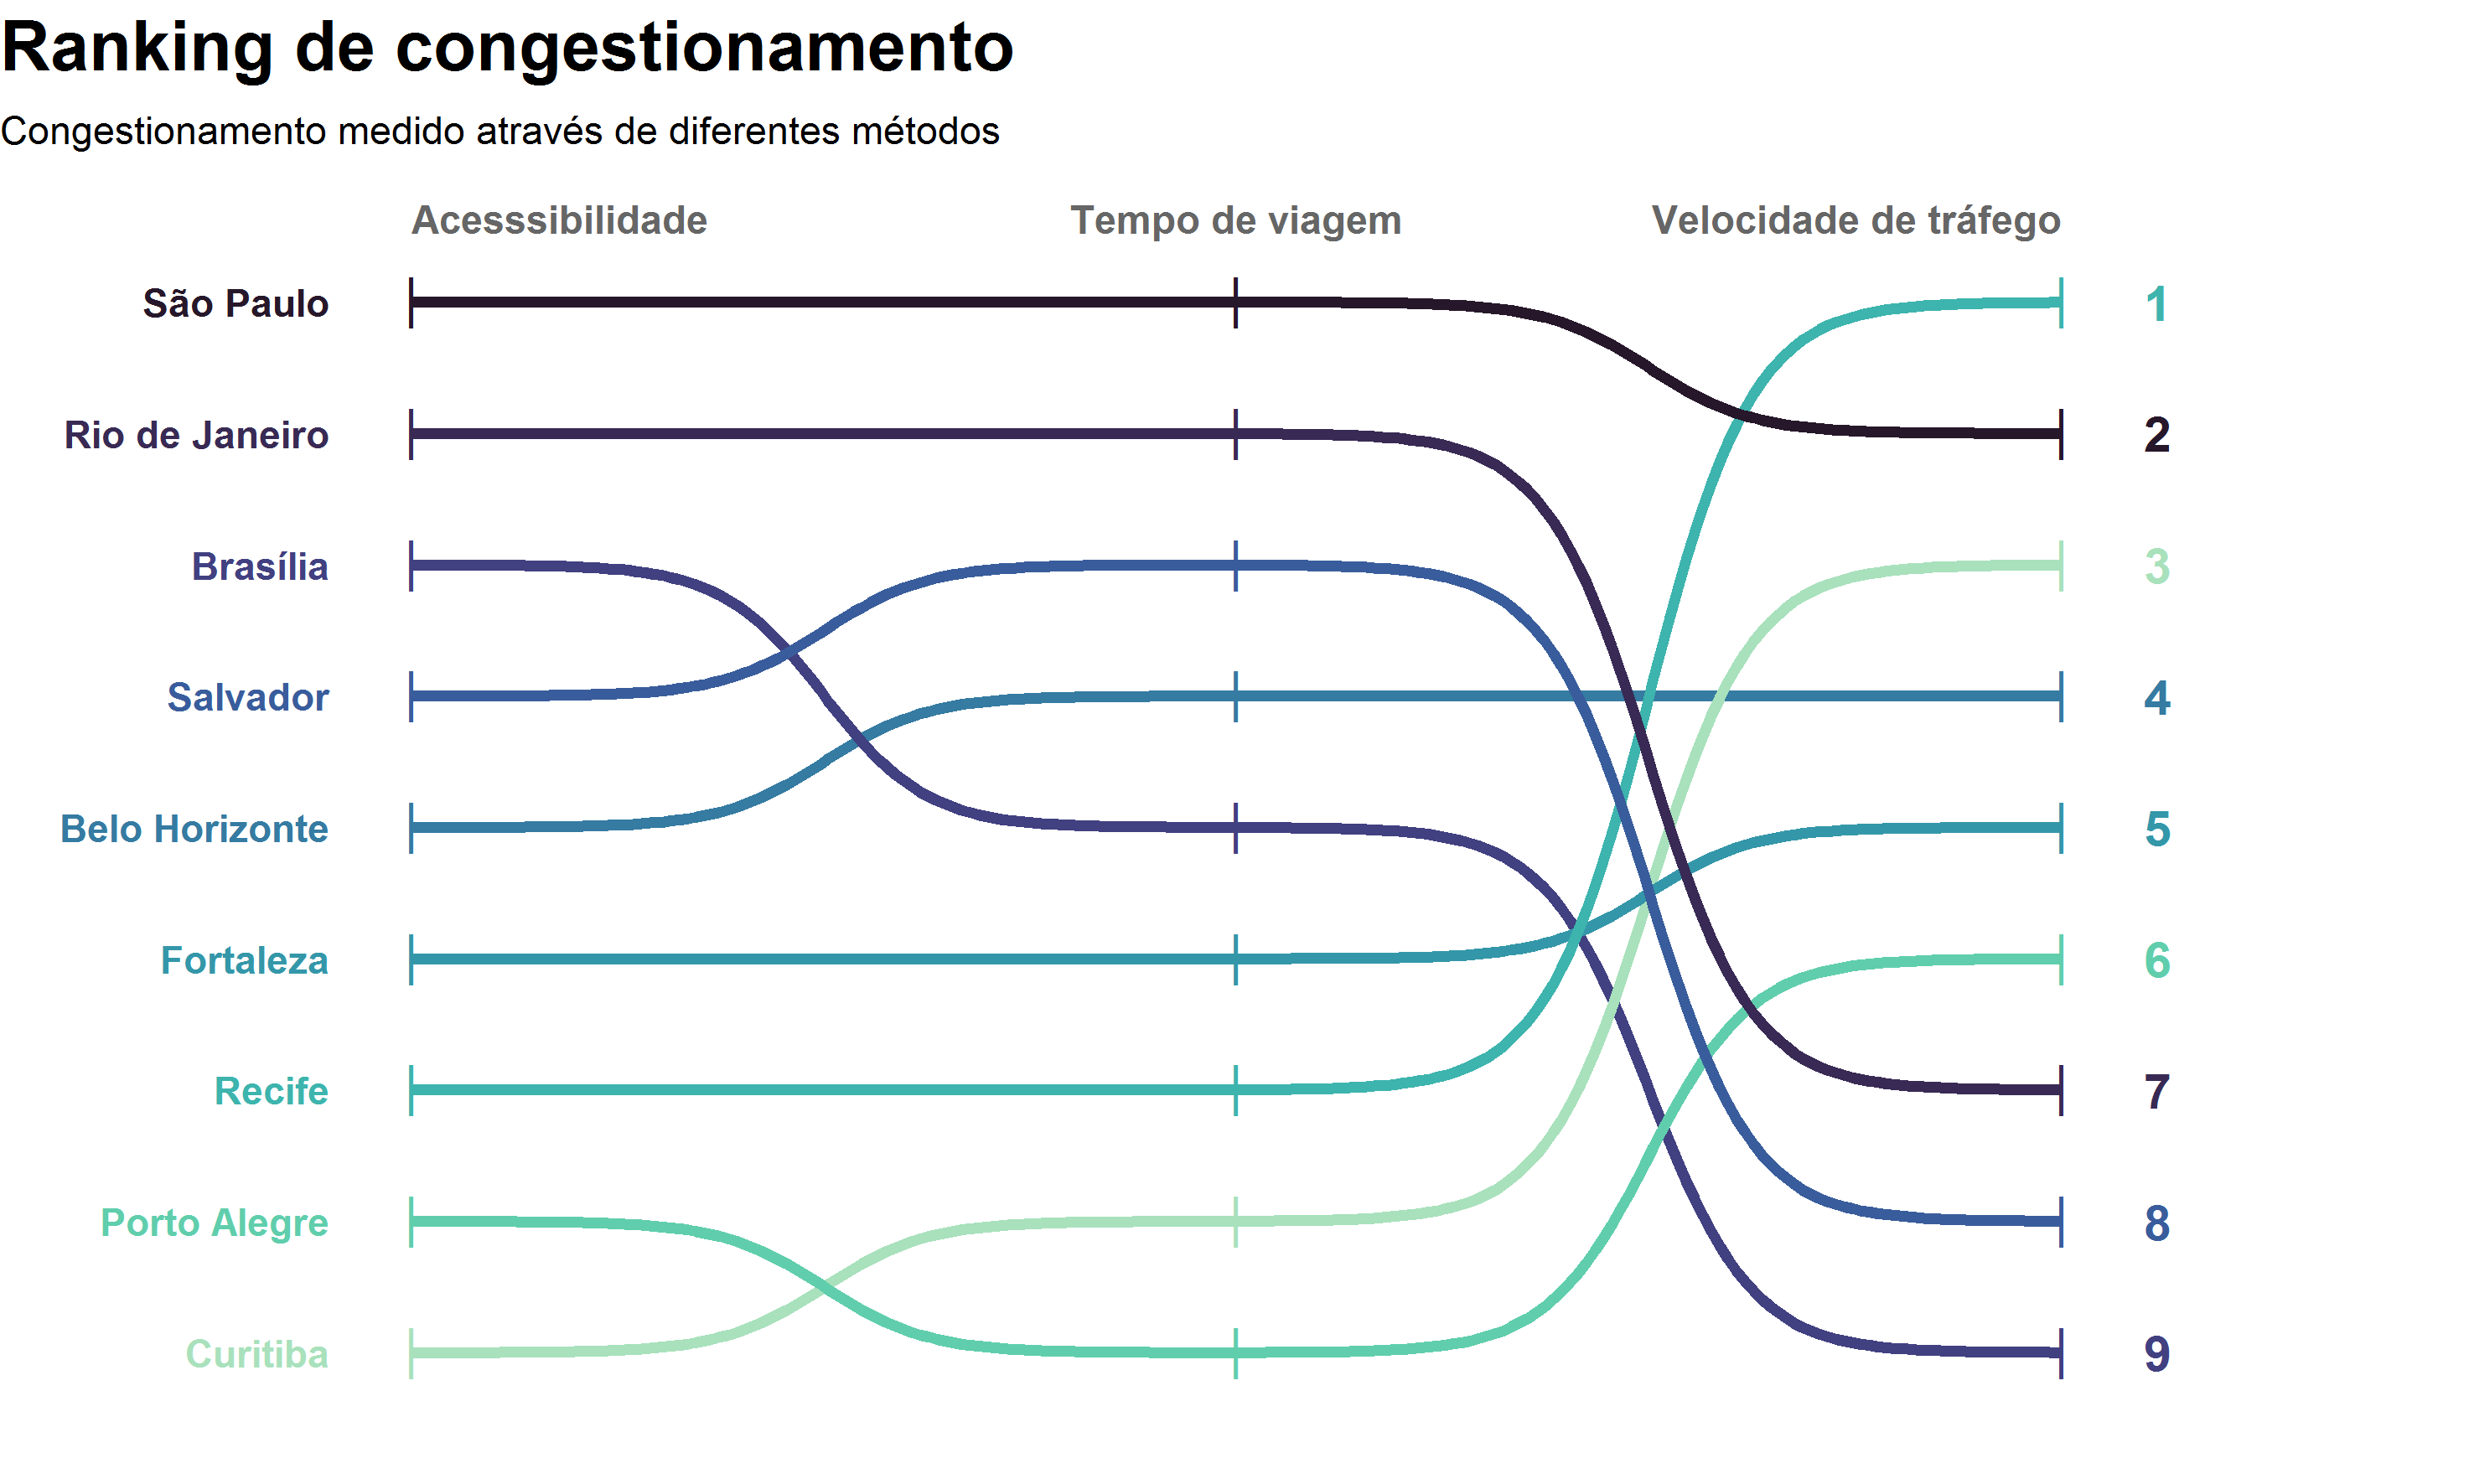 Ranking de congestionamento
Congestionamento medido através de diferentes métodos
Acesssibilidade Tempo de viagem Velocidade de tráfego
São Paulo 1
Rio de Janeiro 2
Brasília 3
Salvador 4
Belo Horizonte 5
Fortaleza 6
Recife 7
Porto Alegre 8
Curitiba 9